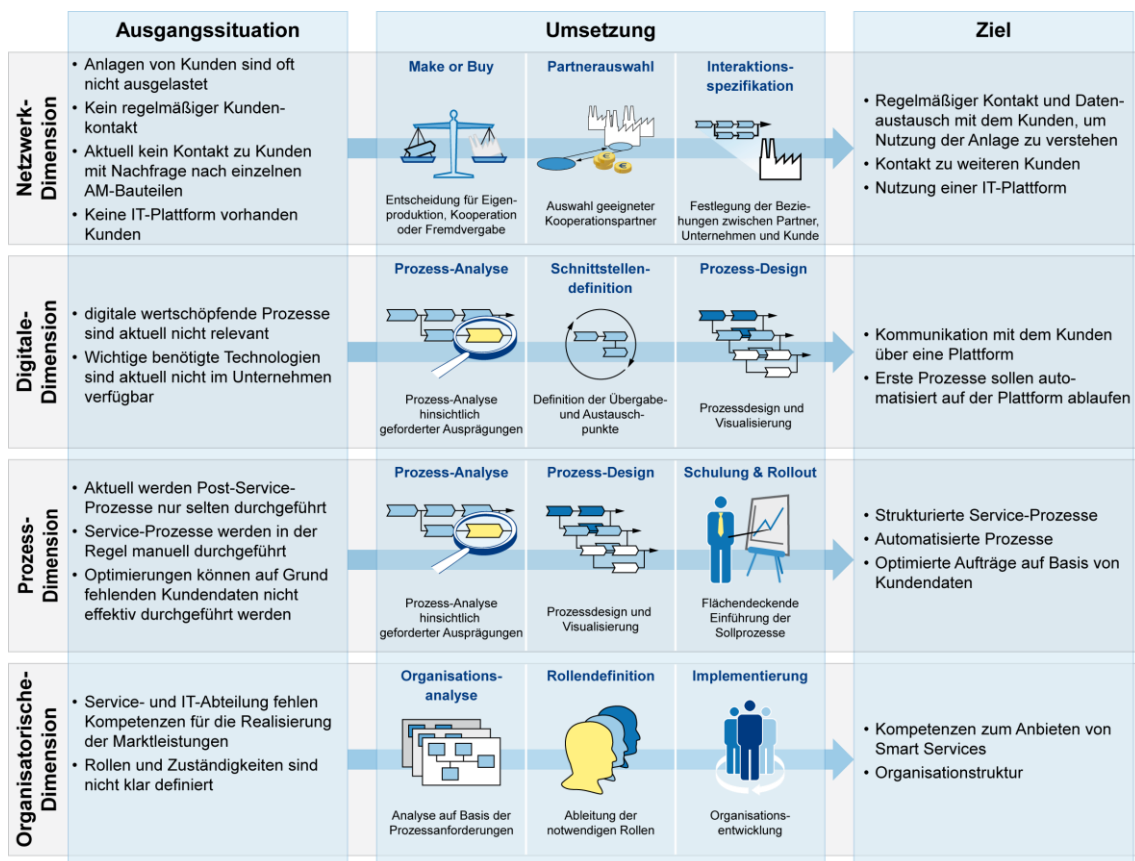 Ausgangssituation
Umsetzung
Ziel
Netzwerk-
Dimension
• Anlagen von Kunden sind oft
nicht ausgelastet
• Kein regelmäßiger Kunden-
kontakt
• Aktuell kein Kontakt zu Kunden
mit Nachfrage nach einzelnen
AM-Bauteilen
• Keine IT-Plattform vorhanden
Kunden
Make or Buy
Entscheidung für Eigen-
produktion, Kooperation
oder Fremdvergabe
Partnerauswahl
Auswahl geeigneter
Kooperationspartner
Interaktions-
spezifikation
Festlegung der Bezie-
hungen zwischen Partner,
Unternehmen und Kunde
• Regelmäßiger Kontakt und Daten-
austausch mit dem Kunden, um
Nutzung der Anlage zu verstehen
• Kontakt zu weiteren Kunden
• Nutzung einer IT-Plattform
Digitale-
Dimension
• digitale wertschöpfende Prozesse
sind aktuell nicht relevant
• Wichtige benötigte Technologien
sind aktuell nicht im Unternehmen
verfügbar
Prozess-Analyse
Prozess-Analyse
hinsichtlich
geforderter Ausprägungen
Schnittstellen-
definition
Definition der Übergabe-
und Austausch-
punkte
Prozess-Design
Prozessdesign und
Visualisierung
• Kommunikation mit dem Kunden
über eine Plattform
• Erste Prozesse sollen auto-
matisiert auf der Plattform ablaufen
Prozess-
Dimension
• Aktuell werden Post-Service-
Prozesse nur selten durchgeführt
• Service-Prozesse werden in der
Regel manuell durchgeführt
• Optimierungen können auf Grund
fehlenden Kundendaten nicht
effektiv durchgeführt werden
Prozess-Analyse
Prozess-Analyse
hinsichtlich
geforderter Ausprägungen
Prozess-Design
Prozessdesign und
Visualisierung
Schulung & Rollout
Flächendeckende
Einführung der
Sollprozesse
• Strukturierte Service-Prozesse
• Automatisierte Prozesse
• Optimierte Aufträge auf Basis von
Kundendaten
Organisatorische-
Dimension
• Service- und IT-Abteilung fehlen
Kompetenzen für die Realisierung
der Marktleistungen
• Rollen und Zuständigkeiten sind
nicht klar definiert
Organisations-
analyse
Analyse auf Basis der
Prozessanforderungen
Rollendefinition
Ableitung der
notwendigen Rollen
Implementierung
Organisations-
entwicklung
• Kompetenzen zum Anbieten von
Smart Services
• Organisationstruktur